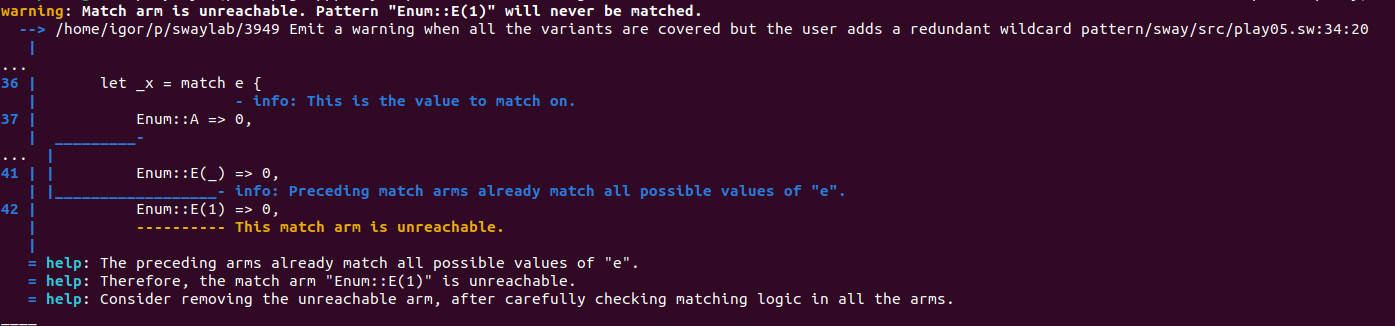 warning: Match arm is unreachable. Pattern "Enum::E(1)" will never be matched.
--> /home/igor/p/swaylab/3949 Emit a warning when all the variants are covered but the user adds a redundant wildcard pattern/sway/src/play05.sw:34:20
|
...
36 | let _x = match e {
| - info: This is the value to match on.
37 | Enum::A => 0,
| _________-
... |
41 | | Enum::E(_) => 0,
| |__________________- info: Preceding match arms already match all possible values of "e".
42 | Enum::E(1) => 0,
| ---------- This match arm is unreachable.
|
= help: The preceding arms already match all possible values of "e".
= help: Therefore, the match arm "Enum::E(1)" is unreachable.
= help: Consider removing the unreachable arm, after carefully checking matching logic in all the arms.
____